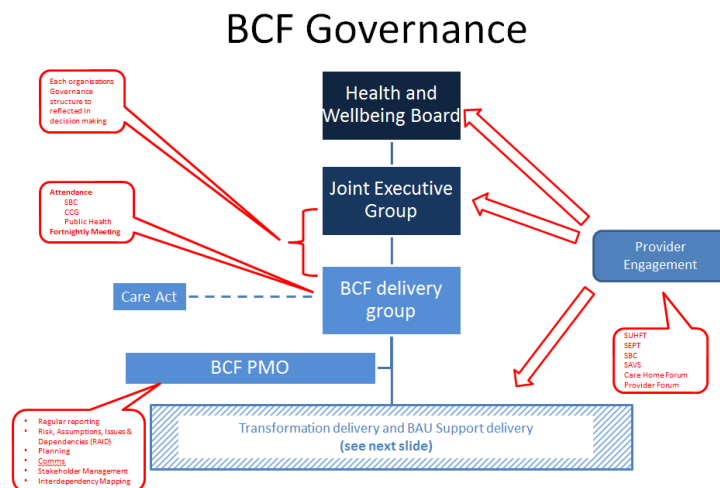 BCF Governance
Each organisations
Governance
structure to
reflected in
decision making
Health and
Wellbeing Board
Attendance
SBC
CCG
Public Health
Fortnightly Meeting
Joint Executive
Group
Provider
Engagement
Care Act
BCF delivery
group
SUHFT
SEPT
SBC
SAVS
Care Home Forum
Provider Forum
BCF PMO
• Regular reporting
• Risk, Assumptions, Issues &
Dependencies (RAID)
• Planning
• Comms
• Stakeholder Management
• Interdependency Mapping
Transformation delivery and BAU Support delivery
(see next slide)